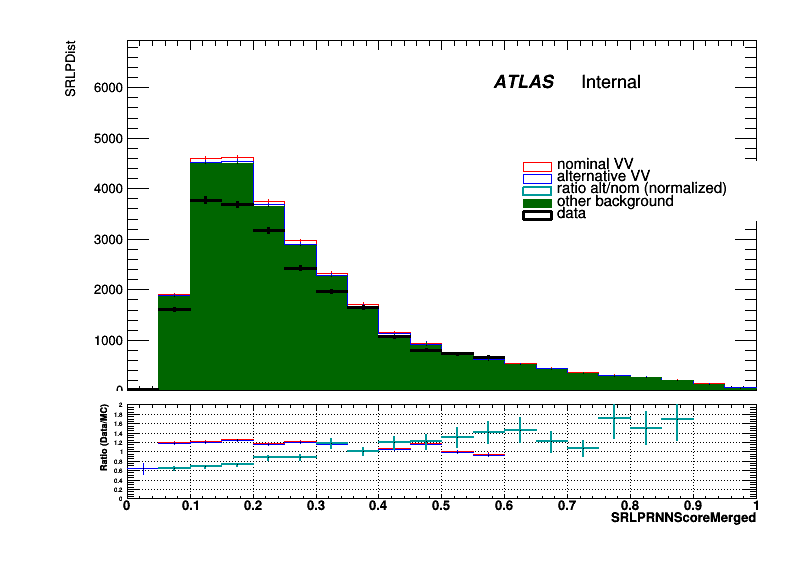 SRLPDist
ATLAS Internal
6000
5000
4000
3000
2000
1000
0
nominal VV
alternative VV
ratio alt/nom (normalized)
other background
data
Ratio (Data/MC)
2
1.8
1.6
1.4
1.2
1
0.8
0.6
0.4
0.2
0
0 0.1 0.2 0.3 0.4 0.5 0.6 0.7 0.8 0.9 1
SRLPRNNScoreMerged